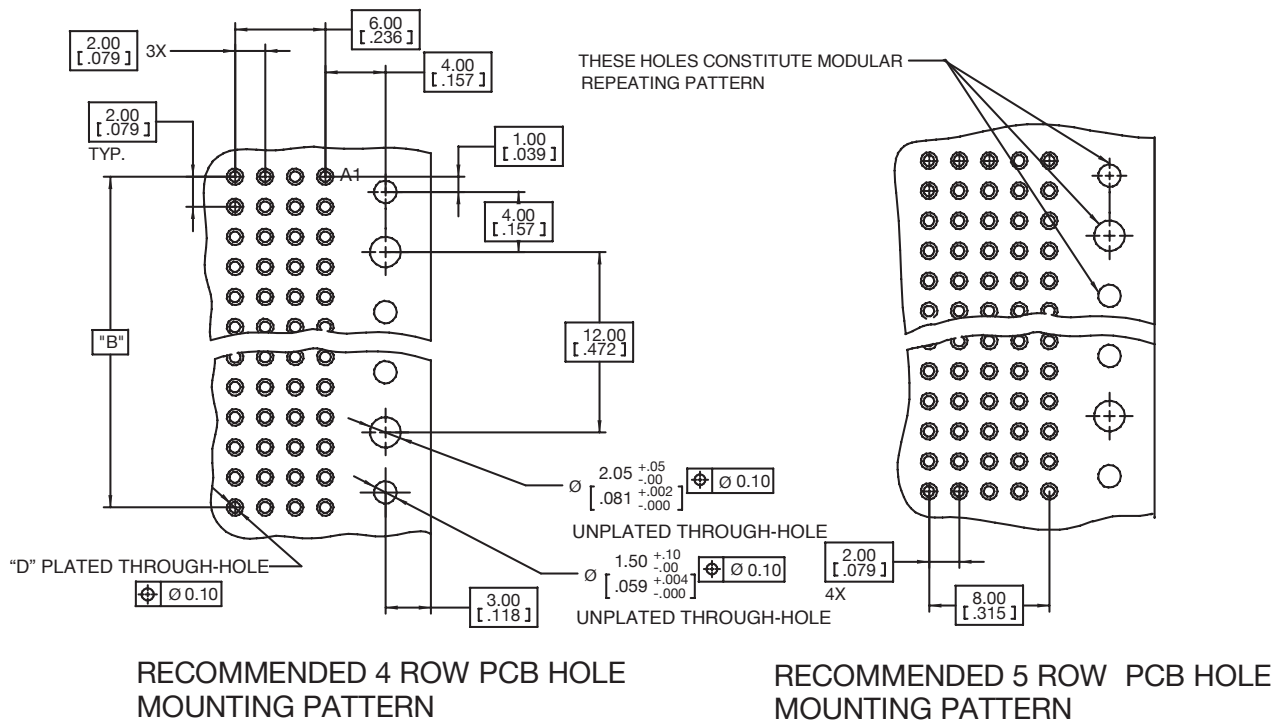 6.00
[.236]
2.00
[.079]
3X
4.00
[.157]
2.00
[.079]
TYP.
1.00
[.039]
A1
4.00
[.157]
"B"
12.00
[.472]
Ø 2.05 +.05 -.00
[.081 +.002 -.000]
⌖ Ø 0.10
UNPLATED THROUGH-HOLE
Ø 1.50 +.10 -.00
[.059 +.004 -.000]
⌖ Ø 0.10
UNPLATED THROUGH-HOLE
“D” PLATED THROUGH-HOLE
⌖ Ø 0.10
3.00
[.118]
RECOMMENDED 4 ROW PCB HOLE
MOUNTING PATTERN
THESE HOLES CONSTITUTE MODULAR
REPEATING PATTERN
2.00
[.079]
4X
8.00
[.315]
RECOMMENDED 5 ROW PCB HOLE
MOUNTING PATTERN